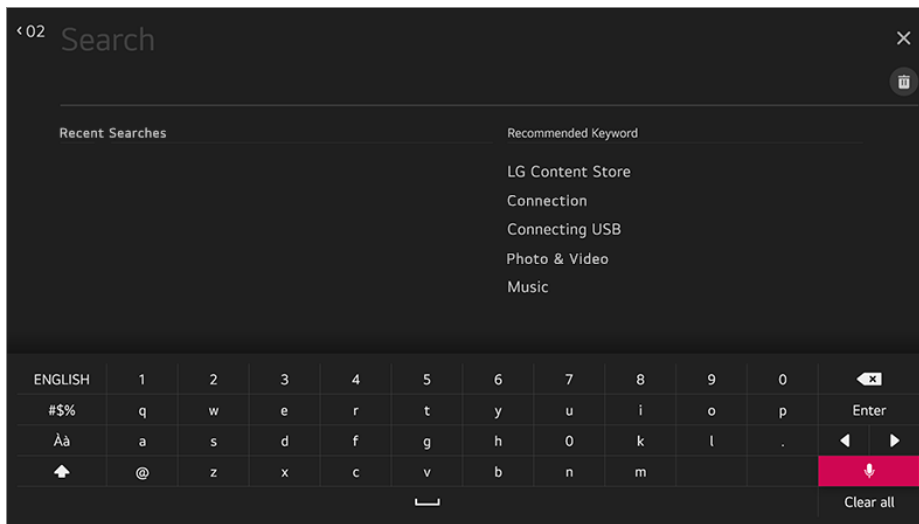 02
Search
Recent Searches
Recommended Keyword
LG Content Store
Connection
Connecting USB
Photo & Video
Music
ENGLISH 1 2 3 4 5 6 7 8 9 0
#$% q w e r t y u i o p Enter
Àà a s d f g h 0 k l .
@ z x c v b n m
Clear all